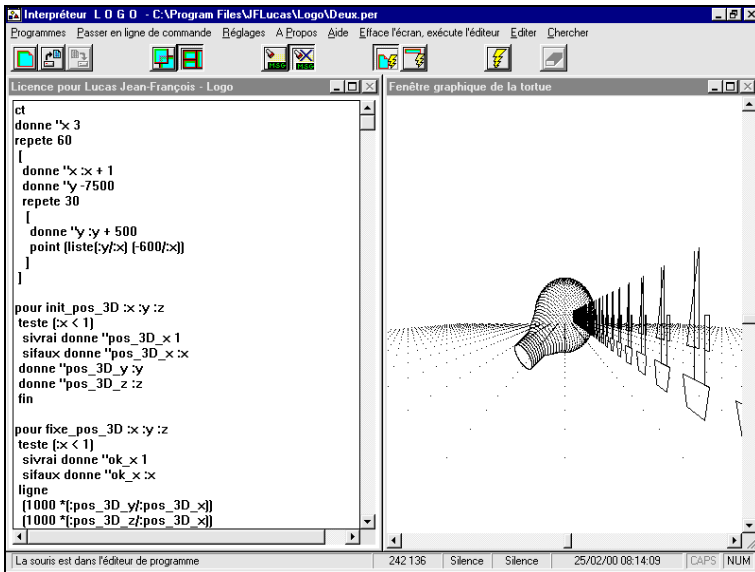 Interpréteur L O G O - C:\Program Files\JFLucas\Logo\Deux.per
Programmes Passer en ligne de commande Réglages A Propos Aide Efface l'écran, exécute l'éditeur Editer Chercher
MSG MSG
Licence pour Lucas Jean-François - Logo
Fenêtre graphique de la tortue
ct
donne "x 3
repete 60
[
donne "x :x + 1
donne "y -7500
repete 30
[
donne "y :y + 500
point (liste(:y/:x) (-600/:x))
]
]
pour init_pos_3D :x :y :z
teste (:x < 1)
sivrai donne "pos_3D_x 1
sifaux donne "pos_3D_x :x
donne "pos_3D_y :y
donne "pos_3D_z :z
fin
pour fixe_pos_3D :x :y :z
teste (:x < 1)
sivrai donne "ok_x 1
sifaux donne "ok_x :x
ligne
(1000 *(:pos_3D_y/:pos_3D_x))
(1000 *(:pos_3D_z/:pos_3D_x))
La souris est dans l'éditeur de programme 242 136 Silence Silence 25/02/00 08:14:09 CAPS NUM